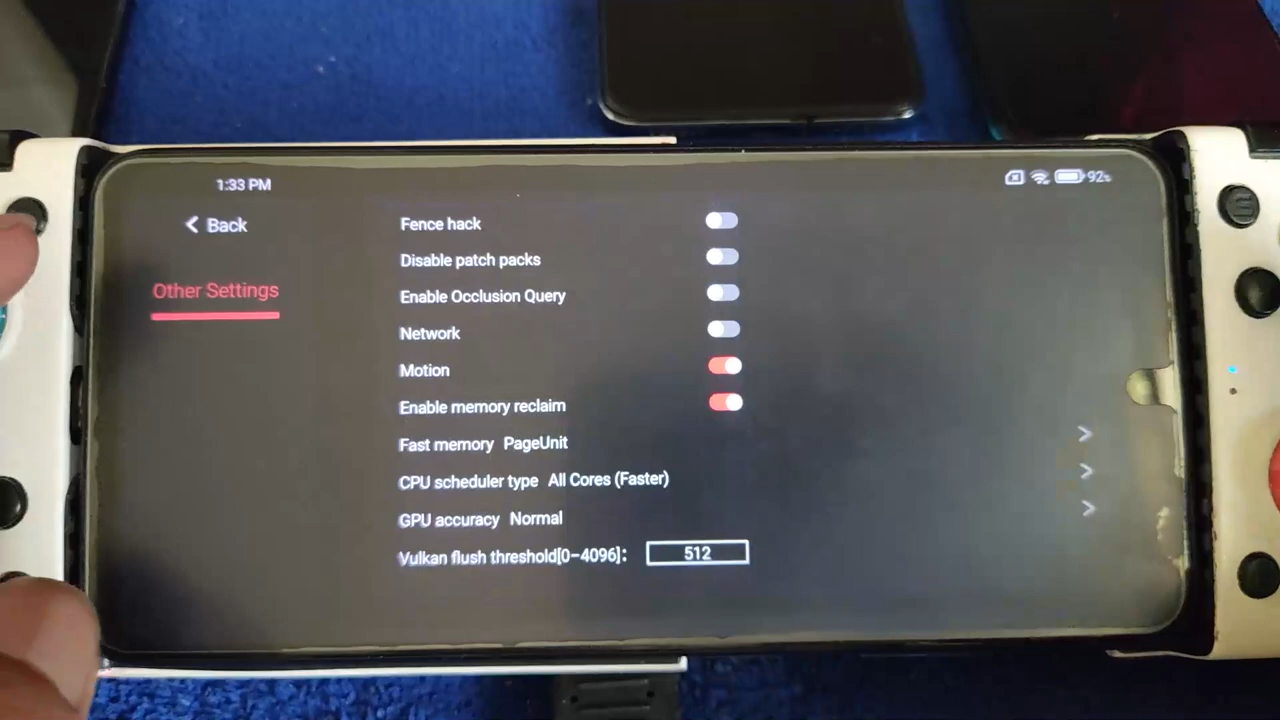 1:33 PM
92%
Back
Other Settings
Fence hack
Disable patch packs
Enable Occlusion Query
Network
Motion
Enable memory reclaim
Fast memory PageUnit
CPU scheduler type All Cores (Faster)
GPU accuracy Normal
Vulkan flush threshold[0-4096]: 512